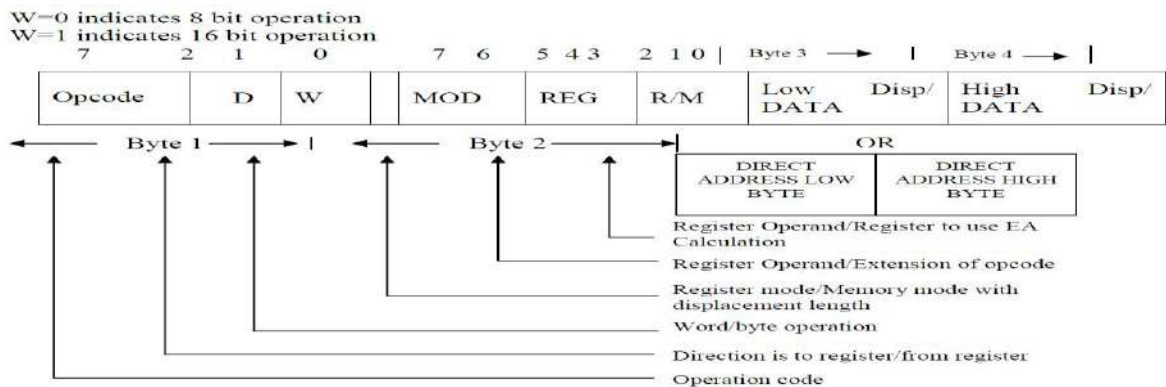 W=0 indicates 8 bit operation
W=1 indicates 16 bit operation
7 2 1 0 7 6 5 4 3 2 1 0 | Byte 3 Byte 4
Opcode D W MOD REG R/M Low Disp/ High Disp/
DATA DATA
Byte 1 Byte 2 OR
DIRECT DIRECT
ADDRESS LOW ADDRESS HIGH
BYTE BYTE
Register Operand/Register to use EA
Calculation
Register Operand/Extension of opcode
Register mode/Memory mode with
displacement length
Word/byte operation
Direction is to register/from register
Operation code